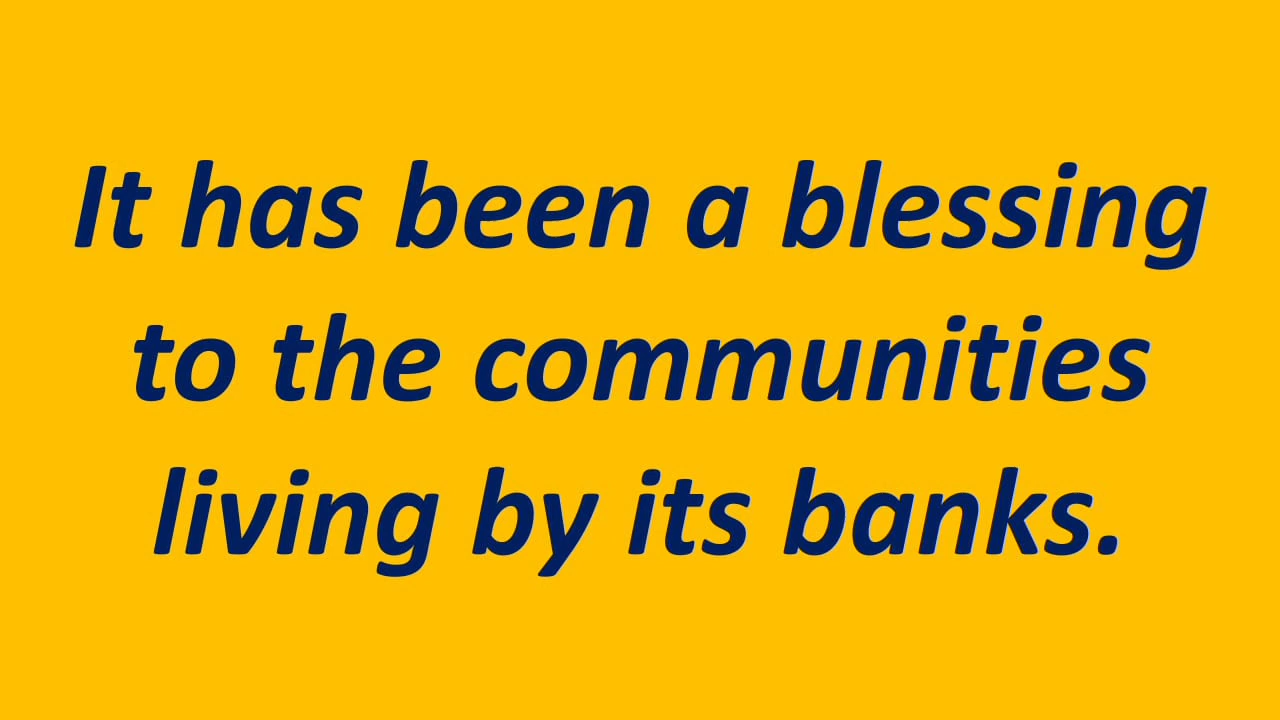 It has been a blessing
to the communities
living by its banks.